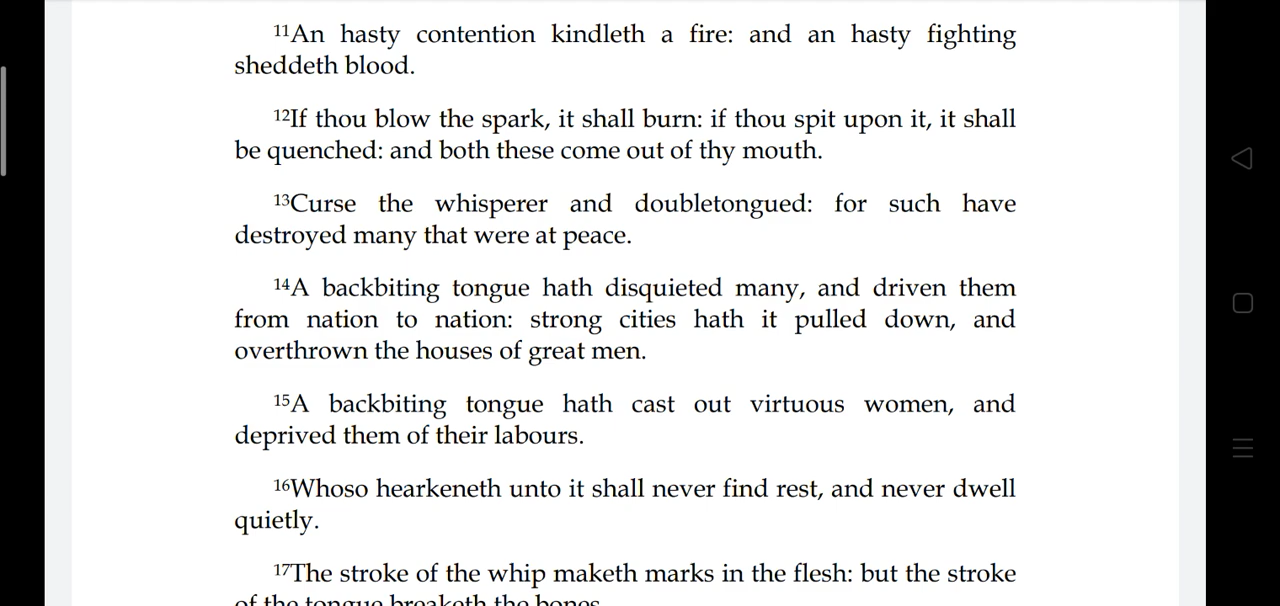 ¹¹An hasty contention kindleth a fire: and an hasty fighting
sheddeth blood.
¹²If thou blow the spark, it shall burn: if thou spit upon it, it shall
be quenched: and both these come out of thy mouth.
¹³Curse the whisperer and doubletongued: for such have
destroyed many that were at peace.
¹⁴A backbiting tongue hath disquieted many, and driven them
from nation to nation: strong cities hath it pulled down, and
overthrown the houses of great men.
¹⁵A backbiting tongue hath cast out virtuous women, and
deprived them of their labours.
¹⁶Whoso hearkeneth unto it shall never find rest, and never dwell
quietly.
¹⁷The stroke of the whip maketh marks in the flesh: but the stroke
of the tongue breaketh the bones.